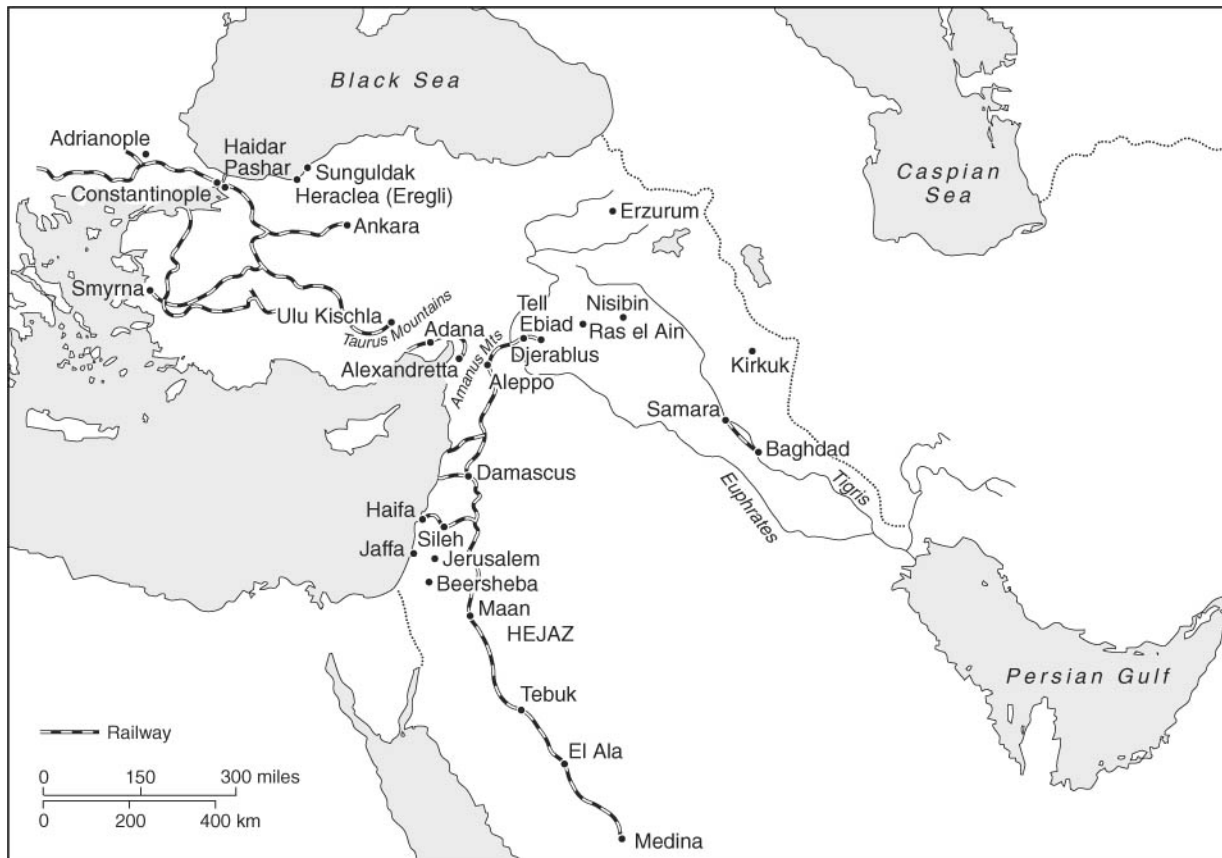 Black Sea
Caspian
Sea
Adrianople
Haidar
Pashar
Sunguldak
Constantinople
Heraclea (Eregli)
Ankara
Erzurum
Smyrna
Ulu Kischla
Taurus Mountains
Adana
Alexandretta
Amanus Mts
Tell
Ebiad
Djerablus
Nisibin
Ras el Ain
Aleppo
Kirkuk
Samara
Baghdad
Tigris
Euphrates
Damascus
Haifa
Sileh
Jaffa
Jerusalem
Beersheba
Maan
HEJAZ
Persian Gulf
Tebuk
El Ala
Medina
Railway
0 150 300 miles
0 200 400 km